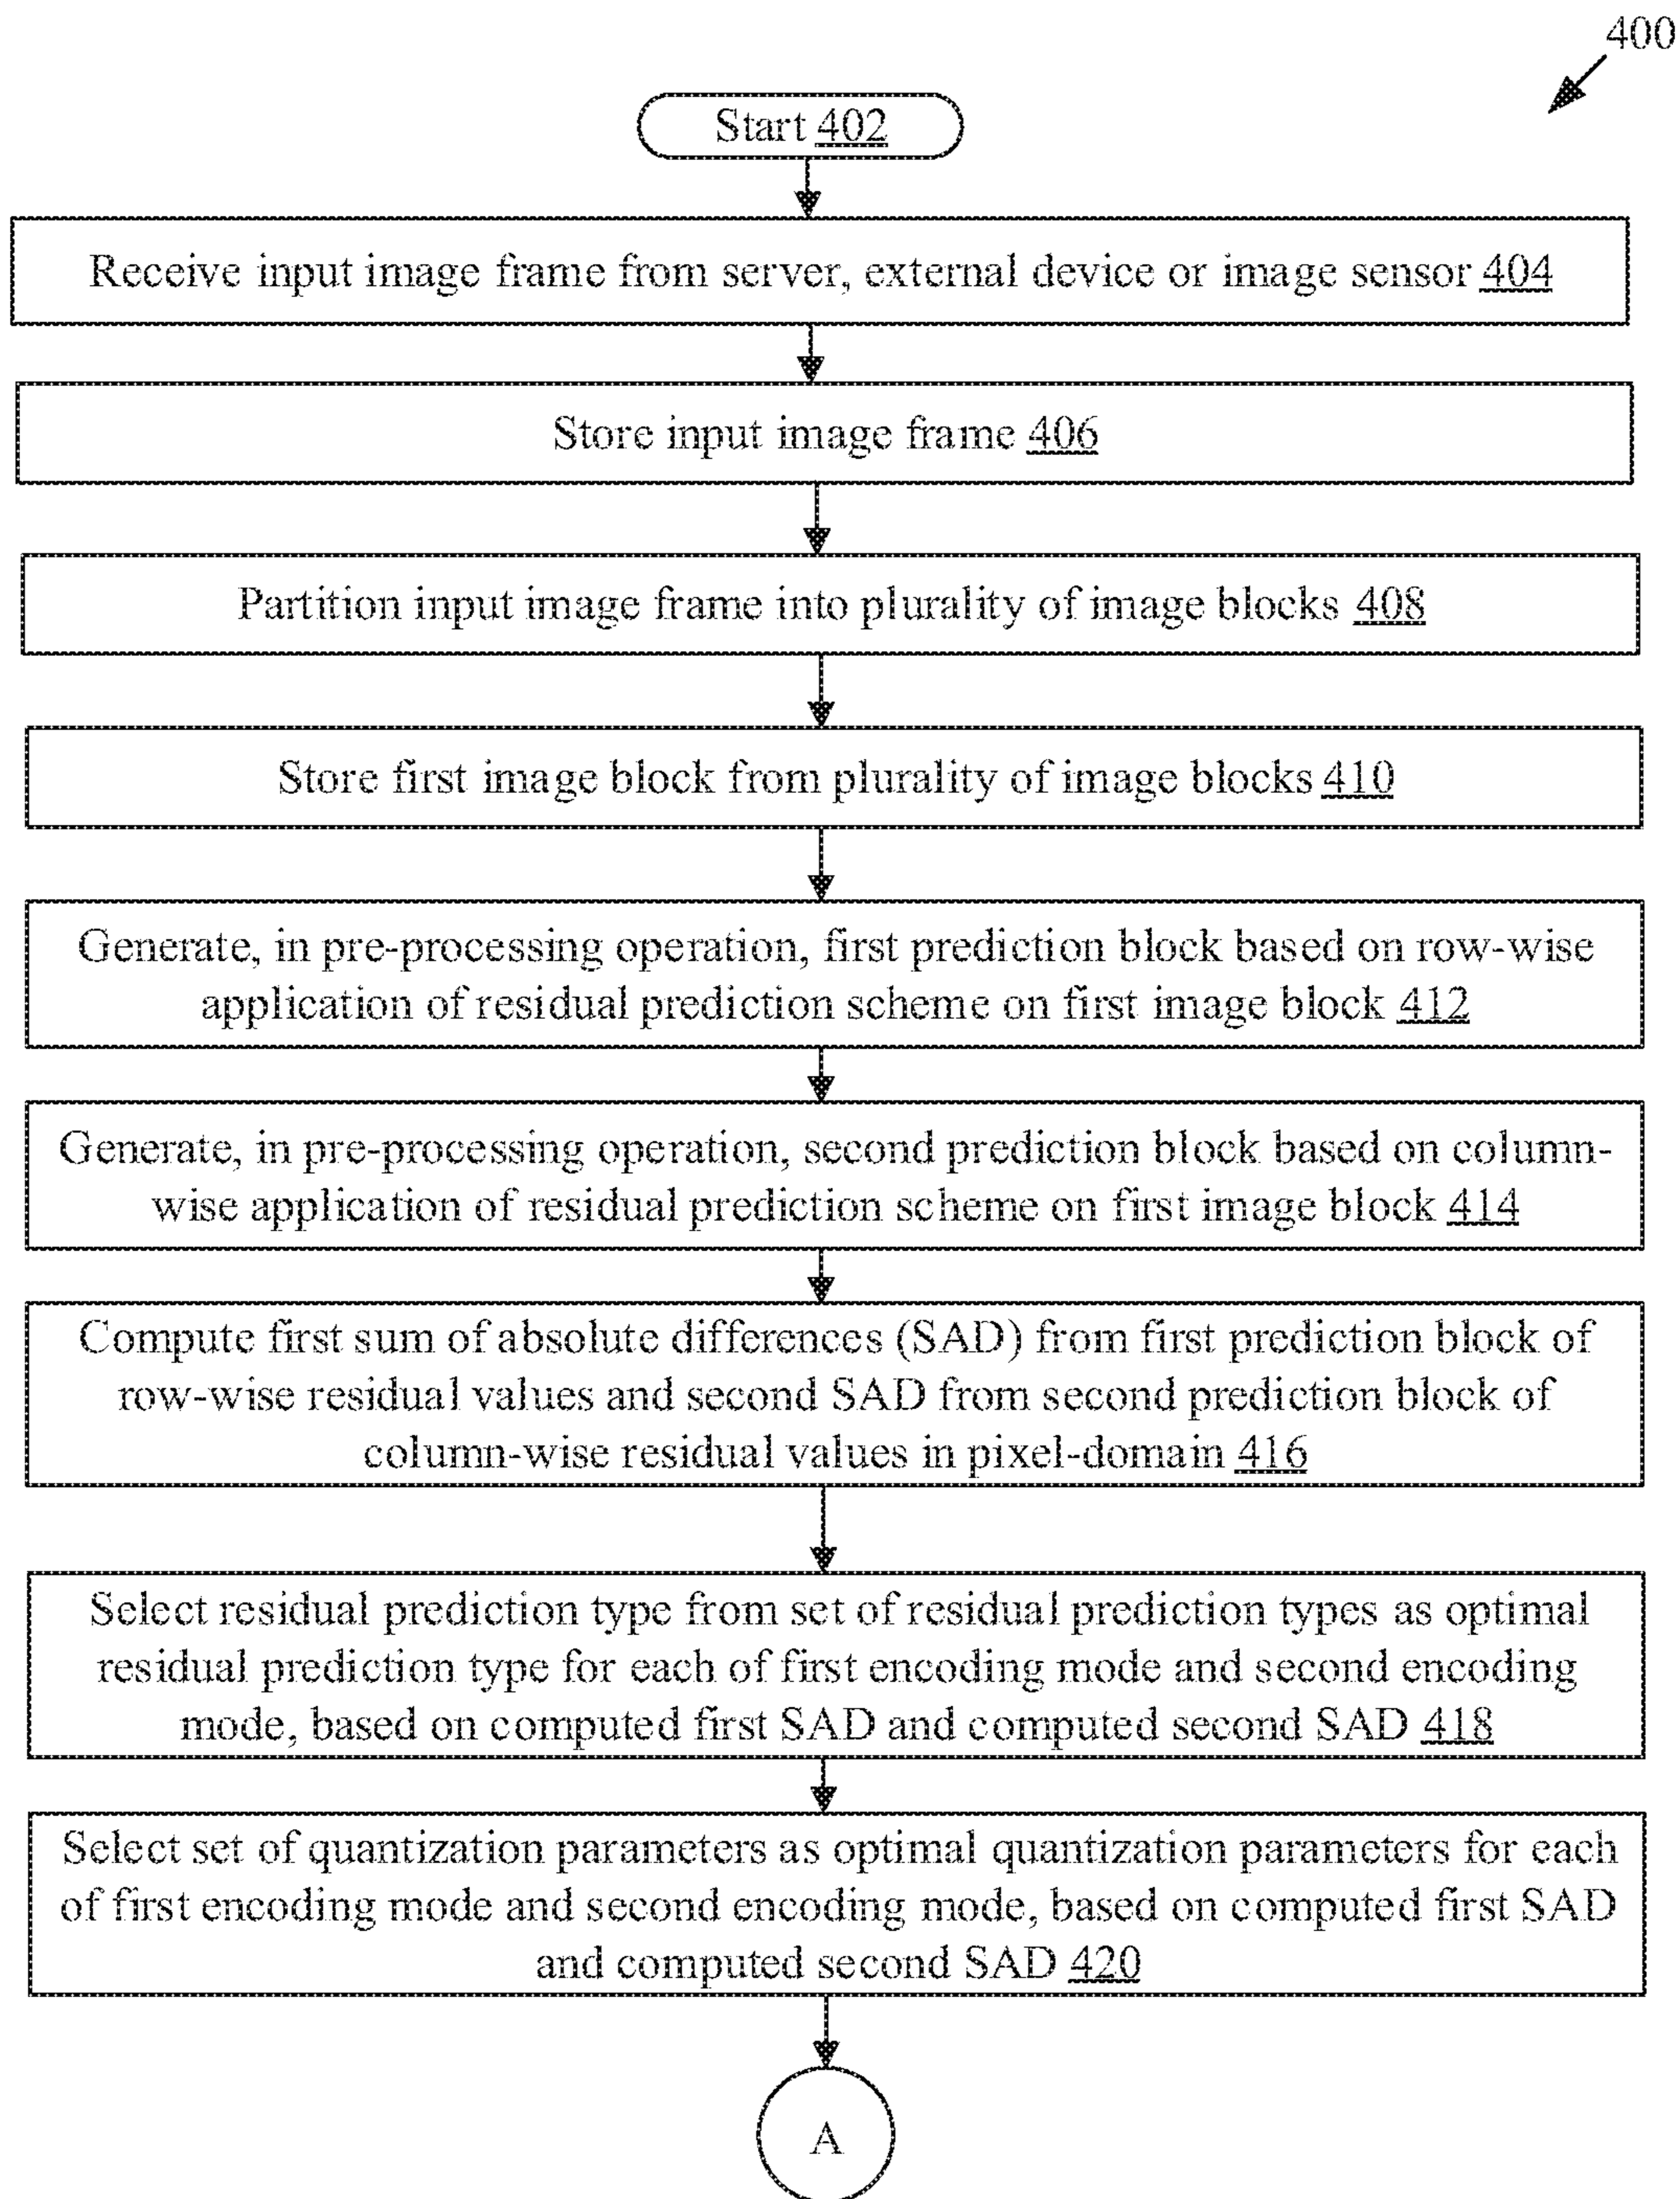 400
Start 402
Receive input image frame from server, external device or image sensor 404
Store input image frame 406
Partition input image frame into plurality of image blocks 408
Store first image block from plurality of image blocks 410
Generate, in pre-processing operation, first prediction block based on row-wise
application of residual prediction scheme on first image block 412
Generate, in pre-processing operation, second prediction block based on column-
wise application of residual prediction scheme on first image block 414
Compute first sum of absolute differences (SAD) from first prediction block of
row-wise residual values and second SAD from second prediction block of
column-wise residual values in pixel-domain 416
Select residual prediction type from set of residual prediction types as optimal
residual prediction type for each of first encoding mode and second encoding
mode, based on computed first SAD and computed second SAD 418
Select set of quantization parameters as optimal quantization parameters for each
of first encoding mode and second encoding mode, based on computed first SAD
and computed second SAD 420
A